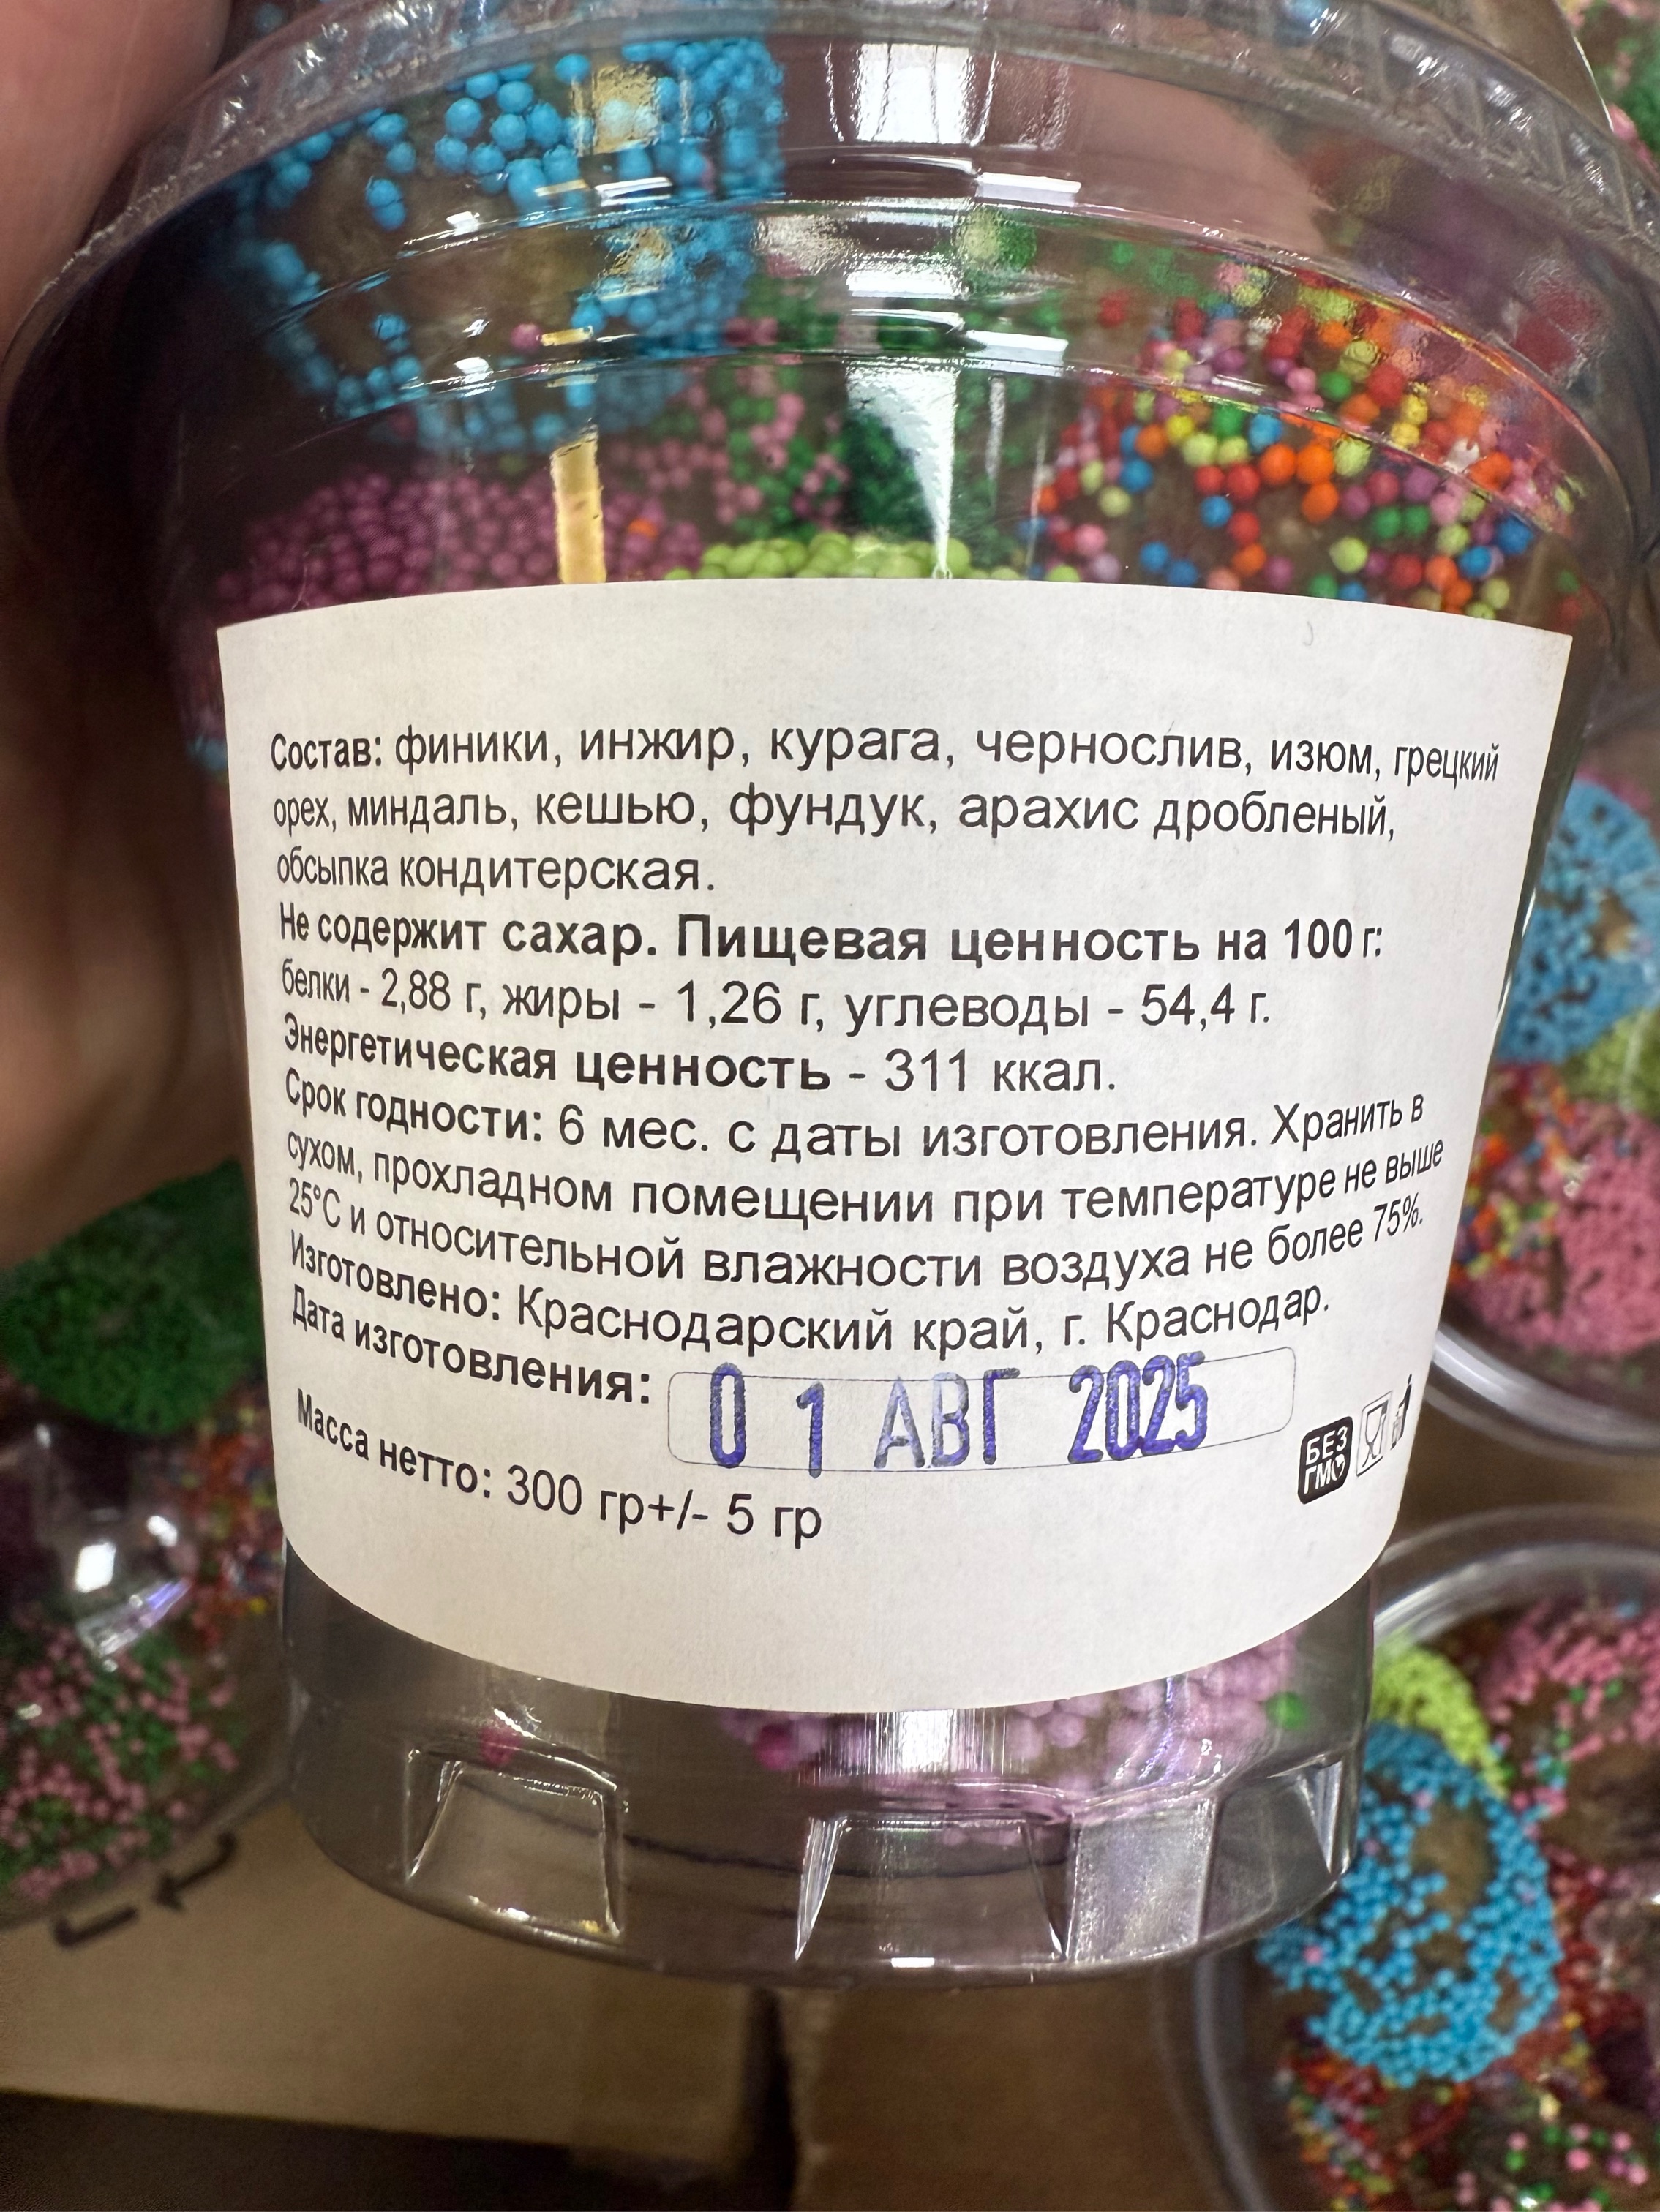 Состав: финики, инжир, курага, чернослив, изюм, грецкий
орех, миндаль, кешью, фундук, арахис дробленый,
обсыпка кондитерская.
Не содержит сахар. Пищевая ценность на 100 г:
белки - 2,88 г, жиры - 1,26 г, углеводы - 54,4 г.
Энергетическая ценность - 311 ккал.
Срок годности: 6 мес. с даты изготовления. Хранить в
сухом, прохладном помещении при температуре не выше
25°С и относительной влажности воздуха не более 75%.
Изготовлено: Краснодарский край, г. Краснодар.
Дата изготовления: 01 АВГ 2025
Масса нетто: 300 гр+/- 5 гр
БЕЗ
ГМО